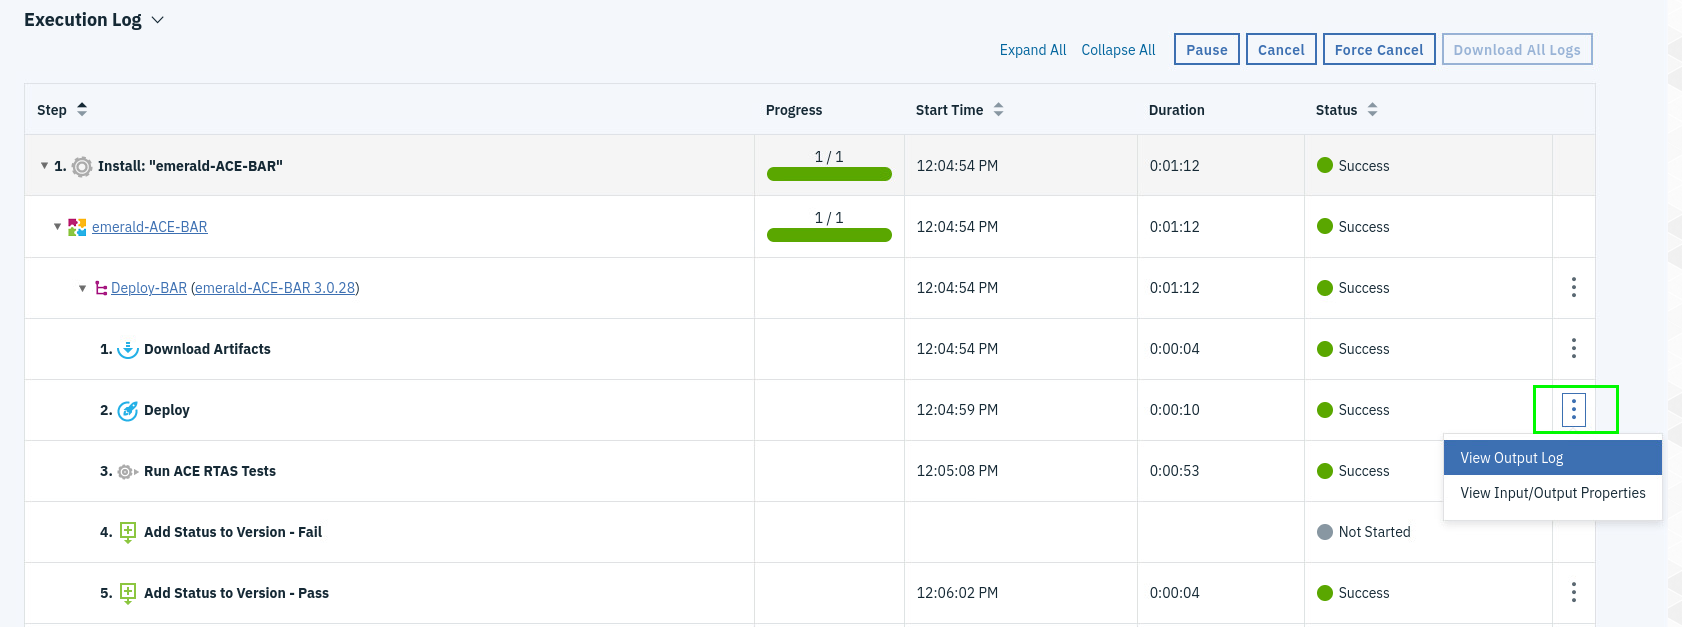 Execution Log
Expand All Collapse All Pause Cancel Force Cancel Download All Logs
Step Progress Start Time Duration Status
1. Install: "emerald-ACE-BAR" 1 / 1 12:04:54 PM 0:01:12 Success
emerald-ACE-BAR 1 / 1 12:04:54 PM 0:01:12 Success
Deploy-BAR (emerald-ACE-BAR 3.0.28) 12:04:54 PM 0:01:12 Success
1. Download Artifacts 12:04:54 PM 0:00:04 Success
2. Deploy 12:04:59 PM 0:00:10 Success
View Output Log
3. Run ACE RTAS Tests 12:05:08 PM 0:00:53 Success
View Input/Output Properties
4. Add Status to Version - Fail Not Started
5. Add Status to Version - Pass 12:06:02 PM 0:00:04 Success